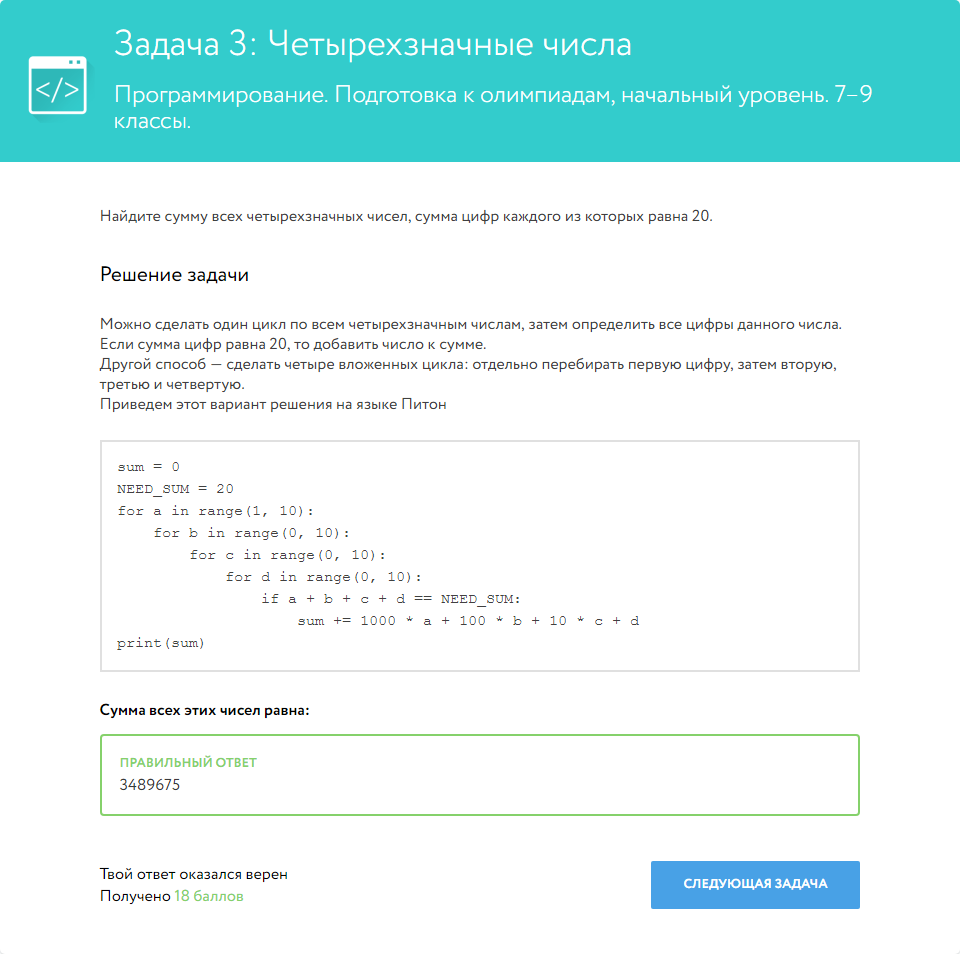 Задача 3: Четырехзначные числа
</>
Программирование. Подготовка к олимпиадам, начальный уровень. 7–9
классы.
Найдите сумму всех четырехзначных чисел, сумма цифр каждого из которых равна 20.
Решение задачи
Можно сделать один цикл по всем четырехзначным числам, затем определить все цифры данного числа.
Если сумма цифр равна 20, то добавить число к сумме.
Другой способ — сделать четыре вложенных цикла: отдельно перебирать первую цифру, затем вторую,
третью и четвертую.
Приведем этот вариант решения на языке Питон
sum = 0
NEED_SUM = 20
for a in range(1, 10):
    for b in range(0, 10):
        for c in range(0, 10):
            for d in range(0, 10):
                if a + b + c + d == NEED_SUM:
                    sum += 1000 * a + 100 * b + 10 * c + d
print(sum)
Сумма всех этих чисел равна:
ПРАВИЛЬНЫЙ ОТВЕТ
3489675
Твой ответ оказался верен
Получено 18 баллов
СЛЕДУЮЩАЯ ЗАДАЧА